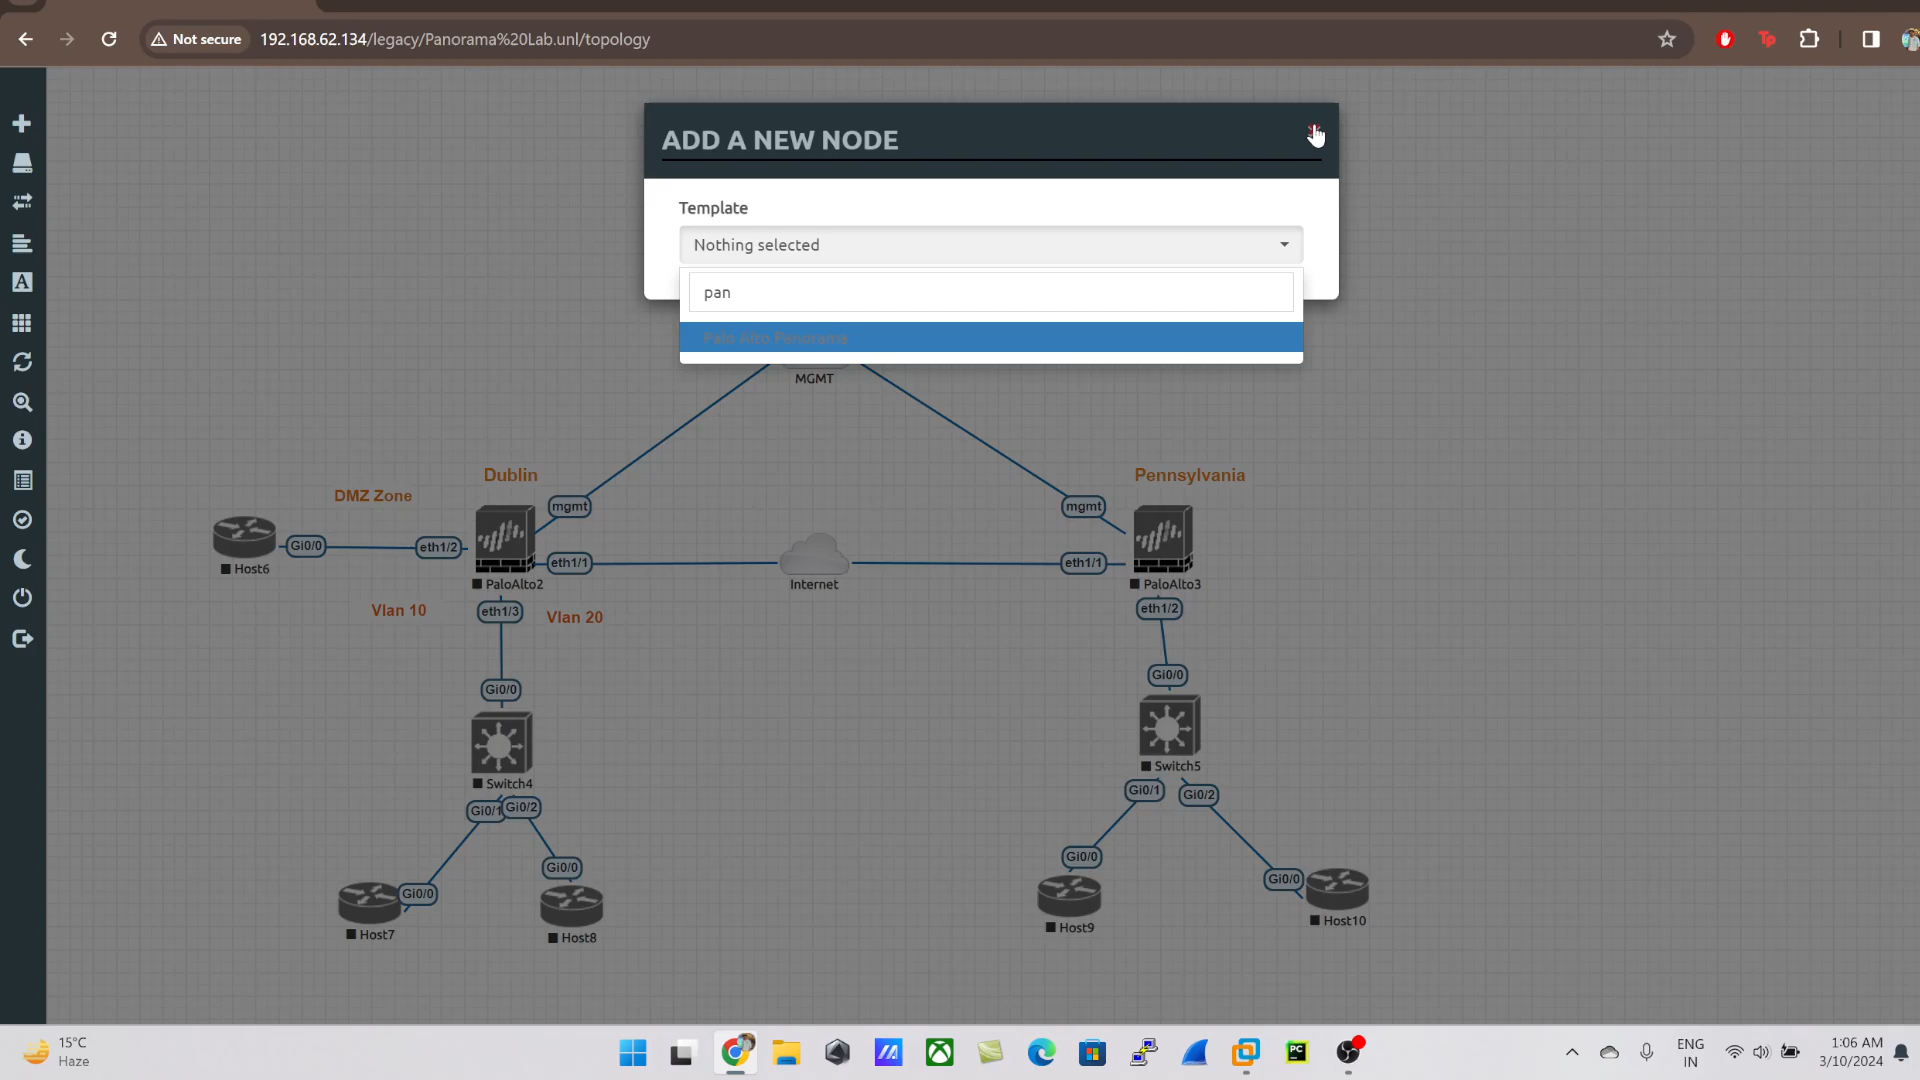 Not secure
192.168.62.134/legacy/Panorama%20Lab.unl/topology
ADD A NEW NODE
Template
Nothing selected
pan
Palo Alto Panorama
MGMT
Dublin
Pennsylvania
DMZ Zone
mgmt
mgmt
Gi0/0
eth1/2
eth1/1
eth1/1
Host6
PaloAlto2
Internet
PaloAlto3
Vlan 10
eth1/3
Vlan 20
eth1/2
Gi0/0
Gi0/0
Switch4
Switch5
Gi0/1
Gi0/2
Gi0/1
Gi0/2
Gi0/0
Gi0/0
Gi0/0
Gi0/0
Host7
Host8
Host9
Host10
15°C
Haze
ENG
IN
1:06 AM
3/10/2024